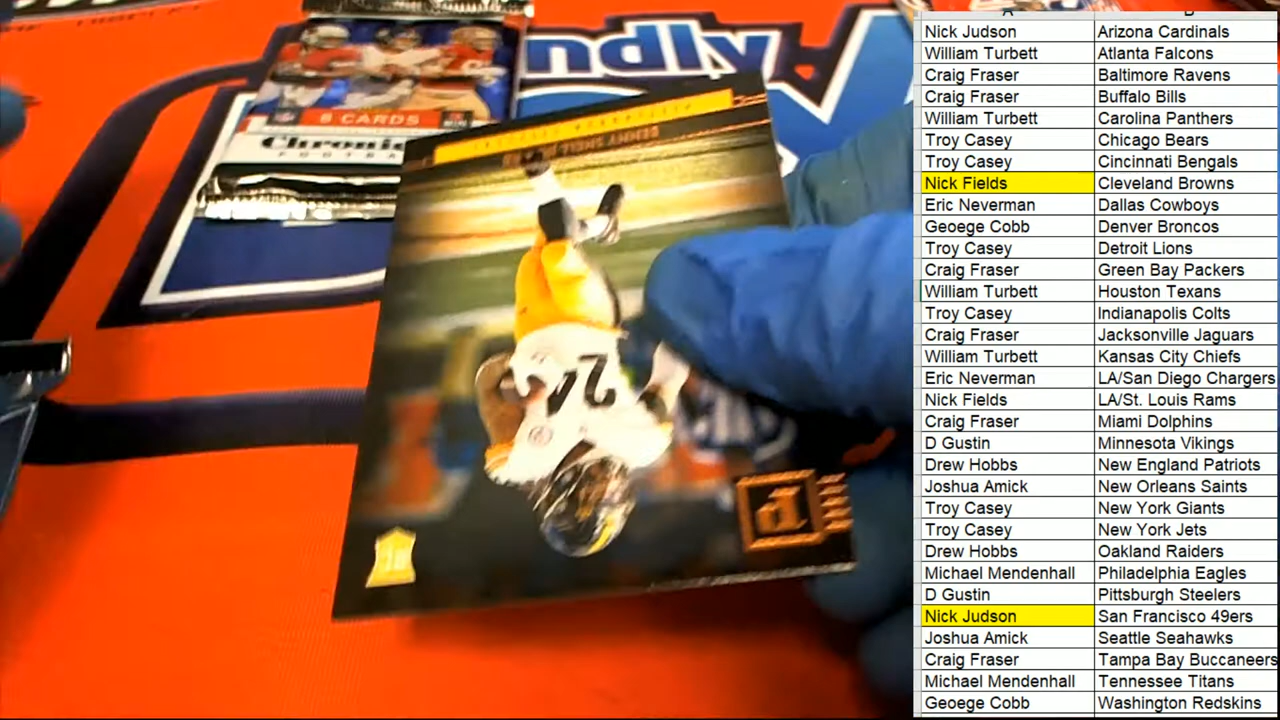 ndly
8 CARDS
Chronic
FOOTBA
24
A B
Nick Judson Arizona Cardinals
William Turbett Atlanta Falcons
Craig Fraser Baltimore Ravens
Craig Fraser Buffalo Bills
William Turbett Carolina Panthers
Troy Casey Chicago Bears
Troy Casey Cincinnati Bengals
Nick Fields Cleveland Browns
Eric Neverman Dallas Cowboys
Geoege Cobb Denver Broncos
Troy Casey Detroit Lions
Craig Fraser Green Bay Packers
William Turbett Houston Texans
Troy Casey Indianapolis Colts
Craig Fraser Jacksonville Jaguars
William Turbett Kansas City Chiefs
Eric Neverman LA/San Diego Chargers
Nick Fields LA/St. Louis Rams
Craig Fraser Miami Dolphins
D Gustin Minnesota Vikings
Drew Hobbs New England Patriots
Joshua Amick New Orleans Saints
Troy Casey New York Giants
Troy Casey New York Jets
Drew Hobbs Oakland Raiders
Michael Mendenhall Philadelphia Eagles
D Gustin Pittsburgh Steelers
Nick Judson San Francisco 49ers
Joshua Amick Seattle Seahawks
Craig Fraser Tampa Bay Buccaneers
Michael Mendenhall Tennessee Titans
Geoege Cobb Washington Redskins